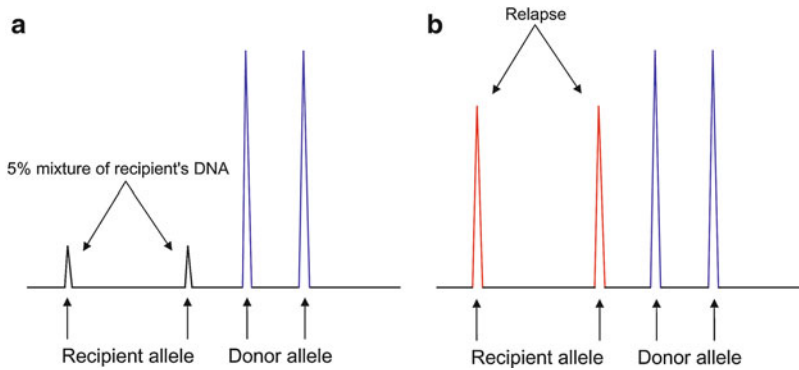 a
5% mixture of recipient's DNA
Recipient allele
Donor allele
b
Relapse
Recipient allele
Donor allele